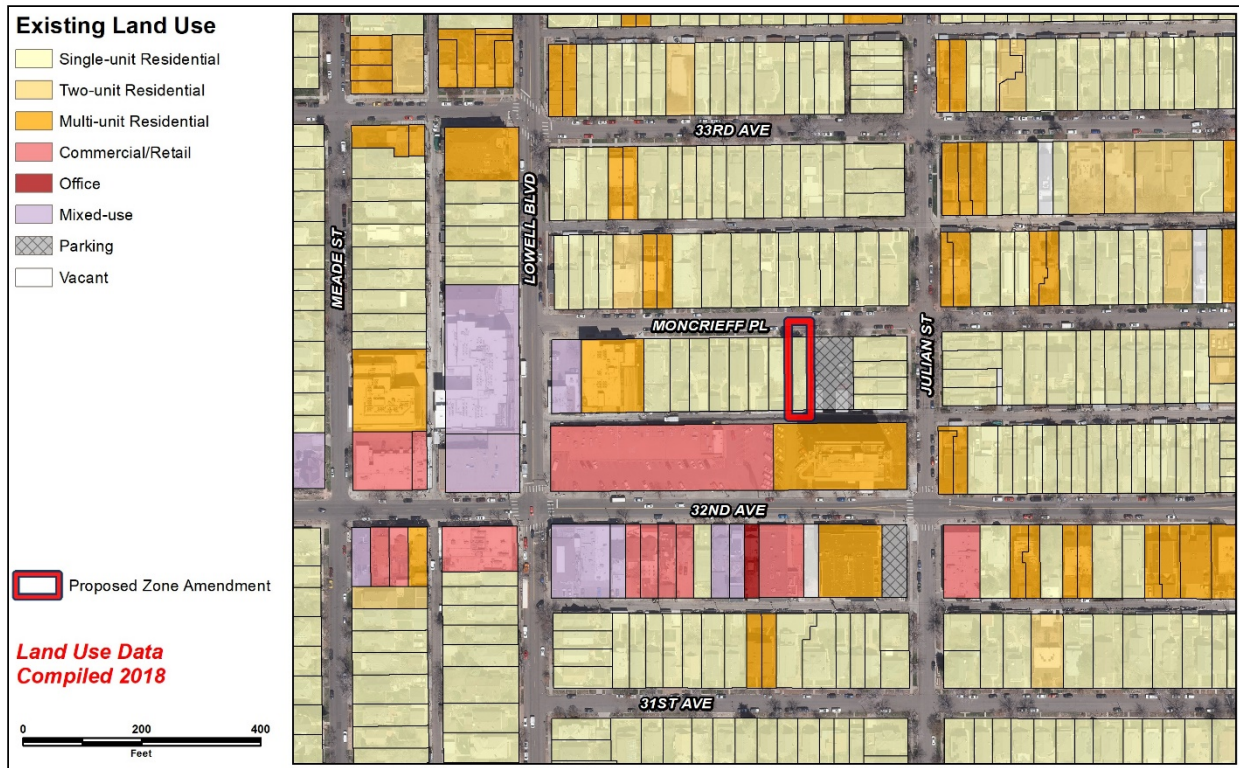 Existing Land Use
Single-unit Residential
Two-unit Residential
Multi-unit Residential
Commercial/Retail
Office
Mixed-use
Parking
Vacant
Proposed Zone Amendment
Land Use Data
Compiled 2018
0 200 400
Feet
33RD AVE
MEADE ST
LOWELL BLVD
MONCRIEFF PL
JULIAN ST
32ND AVE
31ST AVE